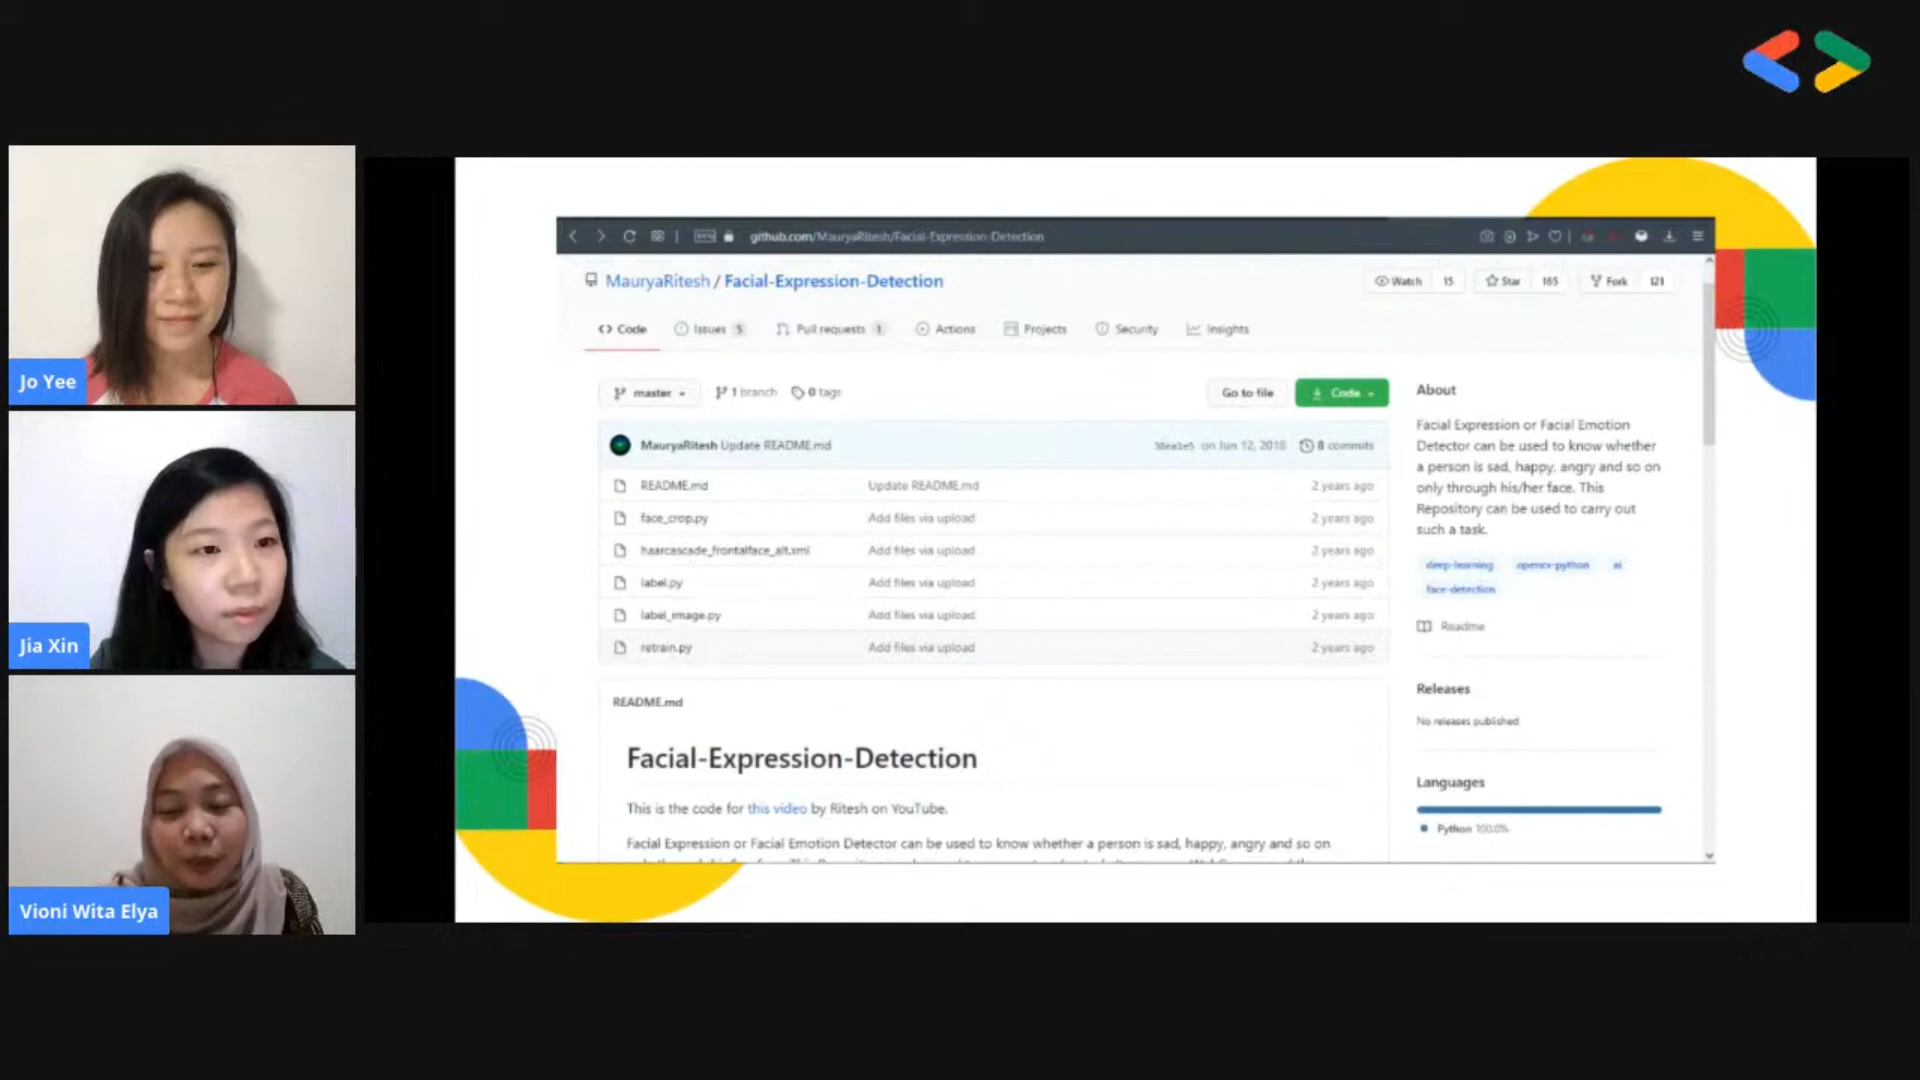 Jo Yee
Jia Xin
Vioni Wita Elya
github.com/MauryaRitesh/Facial-Expression-Detection
MauryaRitesh / Facial-Expression-Detection
Watch 15
Star 165
Fork 121
Code
Issues 5
Pull requests 1
Actions
Projects
Security
Insights
master
1 branch
0 tags
Go to file
Code
MauryaRitesh Update README.md
on Jun 12, 2018
8 commits
README.md Update README.md 2 years ago
face_crop.py Add files via upload 2 years ago
haarcascade_frontalface_alt.xml Add files via upload 2 years ago
label.py Add files via upload 2 years ago
label_image.py Add files via upload 2 years ago
retrain.py Add files via upload 2 years ago
README.md
Facial-Expression-Detection
This is the code for this video by Ritesh on YouTube.
Facial Expression or Facial Emotion Detector can be used to know whether a person is sad, happy, angry and so on
About
Facial Expression or Facial Emotion
Detector can be used to know whether
a person is sad, happy, angry and so on
only through his/her face. This
Repository can be used to carry out
such a task.
deep-learning opencv-python ai
face-detection
Readme
Releases
No releases published
Languages
Python 100.0%